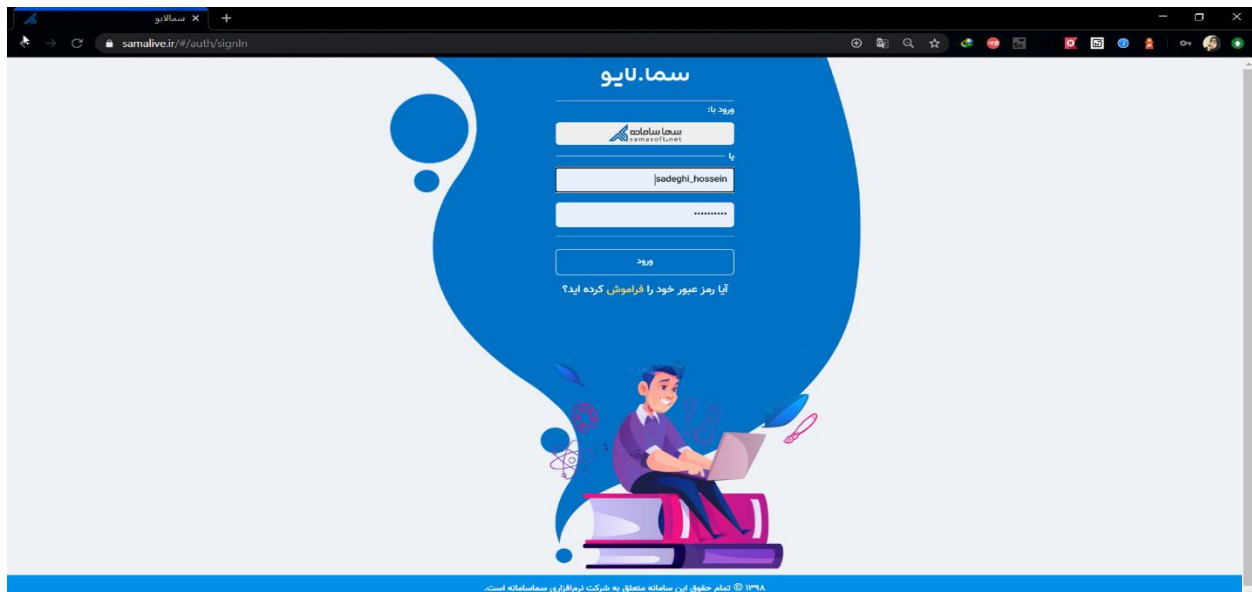 سمالایو
samalive.ir/#/auth/signIn
سما.لایو
ورود با:
سما سامانه
samasoft.net
یا
sadeghi_hossein
ورود
آیا رمز عبور خود را فراموش کرده اید؟
۱۳۹۸ © تمام حقوق این سامانه متعلق به شرکت نرم‌افزاری سماسامانه است.